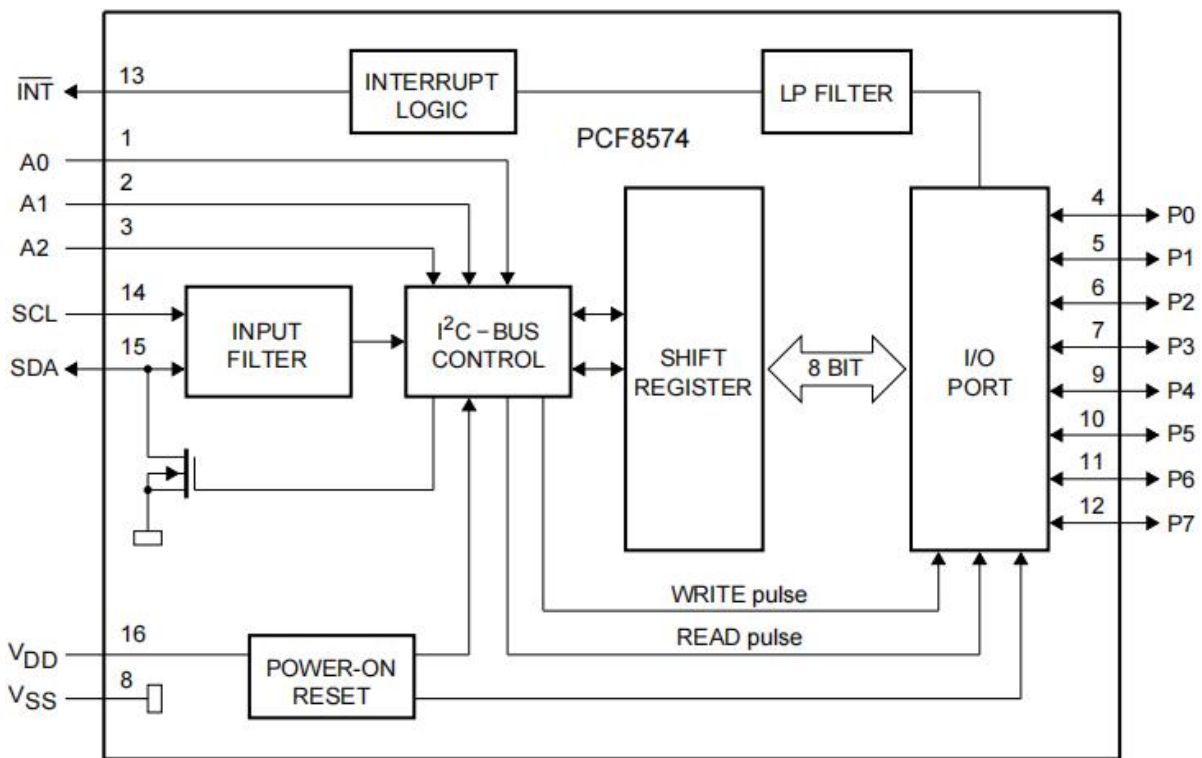 INT
13
INTERRUPT
LOGIC
LP FILTER
PCF8574
A0
1
A1
2
A2
3
SCL
14
SDA
15
INPUT
FILTER
I²C – BUS
CONTROL
SHIFT
REGISTER
8 BIT
I/O
PORT
4
P0
5
P1
6
P2
7
P3
9
P4
10
P5
11
P6
12
P7
WRITE pulse
READ pulse
VDD
16
VSS
8
POWER-ON
RESET